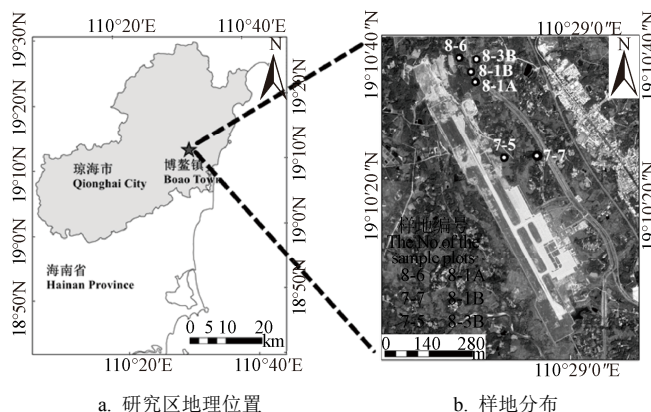 110°20′E
110°40′E
19°30′N
19°20′N
19°10′N
19°0′N
18°50′N
N
19°20′N
19°10′N
19°0′N
18°50′N
琼海市
Qionghai City
博鳌镇
Boao Town
海南省
Hainan Province
0 5 10 20
km
110°20′E
110°40′E
a. 研究区地理位置
110°29′0″E
19°10′40″N
19°10′20″N
N
19°10′40″N
19°10′20″N
8-6
8-3B
8-1B
8-1A
7-5
7-7
样地编号
The No.of the
sample plots
8-6 8-1A
7-7 8-1B
7-5 8-3B
0 140 280
m
110°29′0″E
b. 样地分布